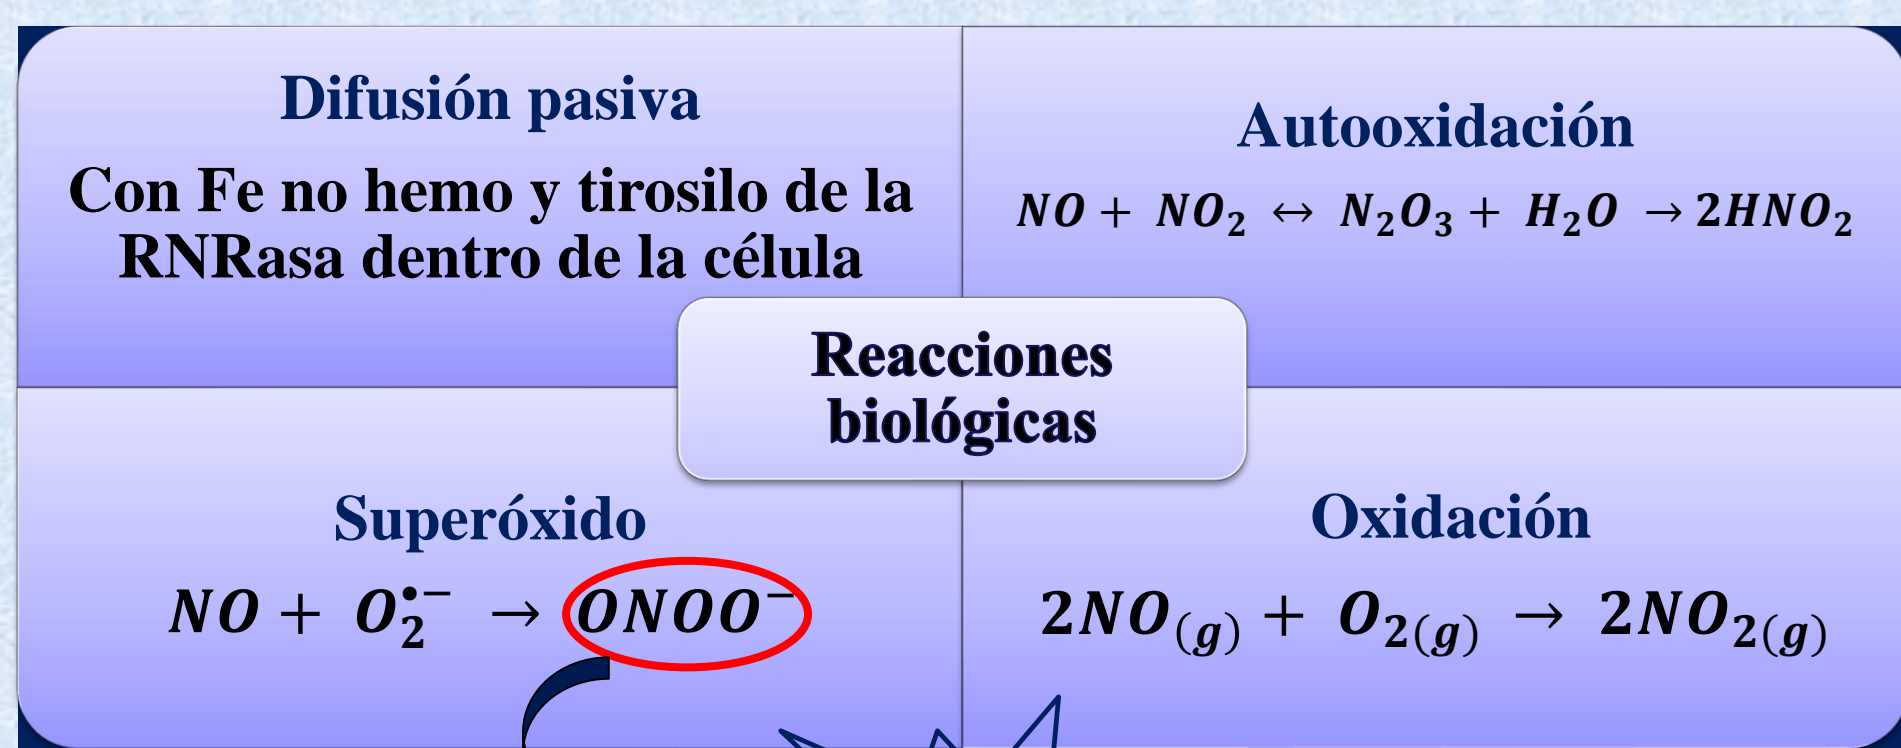 Difusión pasiva
Con Fe no hemo y tirosilo de la
RNRasa dentro de la célula
Autooxidación
NO + NO₂ ↔ N₂O₃ + H₂O → 2HNO₂
Reacciones
biológicas
Superóxido
NO + O₂•⁻ → ONOO⁻
Oxidación
2NO₍g₎ + O₂₍g₎ → 2NO₂₍g₎